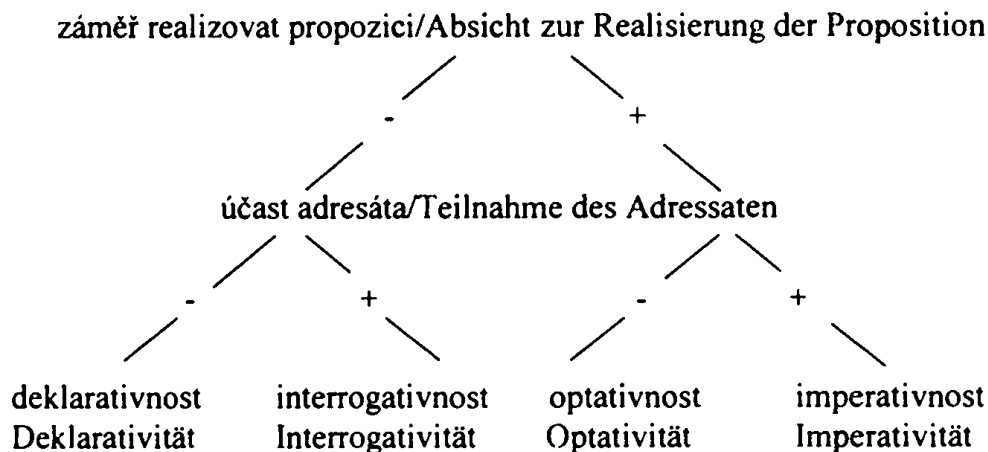 záměř realizovat propozici/Absicht zur Realisierung der Proposition
- +
účast adresáta/Teilnahme des Adressaten
- + - +
deklarativnost interrogativnost optativnost imperativnost
Deklarativität Interrogativität Optativität Imperativität